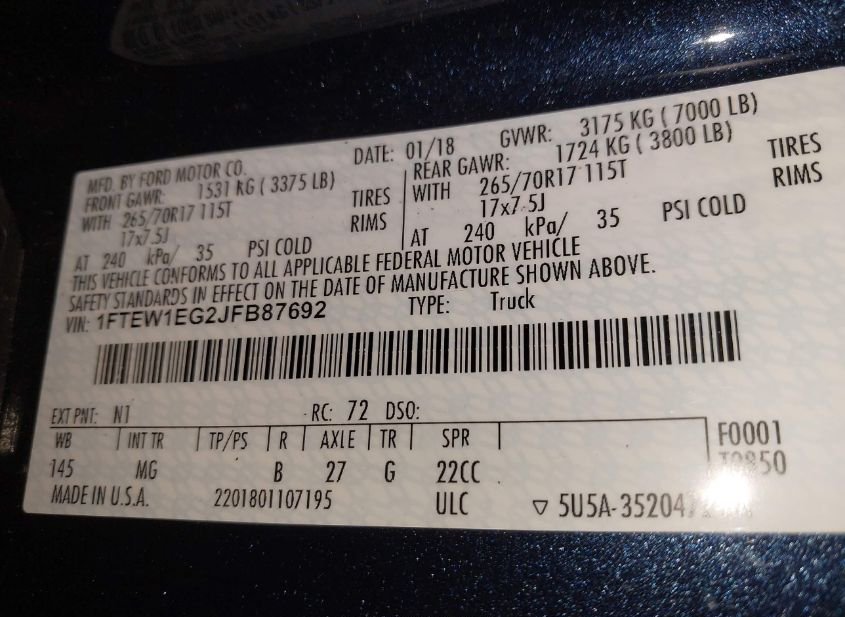 MFD. BY FORD MOTOR CO.
DATE: 01/18 GVWR: 3175 KG ( 7000 LB)
FRONT GAWR: 1531 KG ( 3375 LB)
WITH 265/70R17 115T TIRES
17x7.5J RIMS
AT 240 kPa/ 35 PSI COLD
REAR GAWR: 1724 KG ( 3800 LB)
WITH 265/70R17 115T TIRES
17x7.5J RIMS
AT 240 kPa/ 35 PSI COLD
THIS VEHICLE CONFORMS TO ALL APPLICABLE FEDERAL MOTOR VEHICLE
SAFETY STANDARDS IN EFFECT ON THE DATE OF MANUFACTURE SHOWN ABOVE.
VIN: 1FTEW1EG2JFB87692 TYPE: Truck
EXT PNT: N1 RC: 72 DSO:
WB INT TR TP/PS R AXLE TR SPR F0001
145 MG B 27 G 22CC
MADE IN U.S.A. 2201801107195 ULC